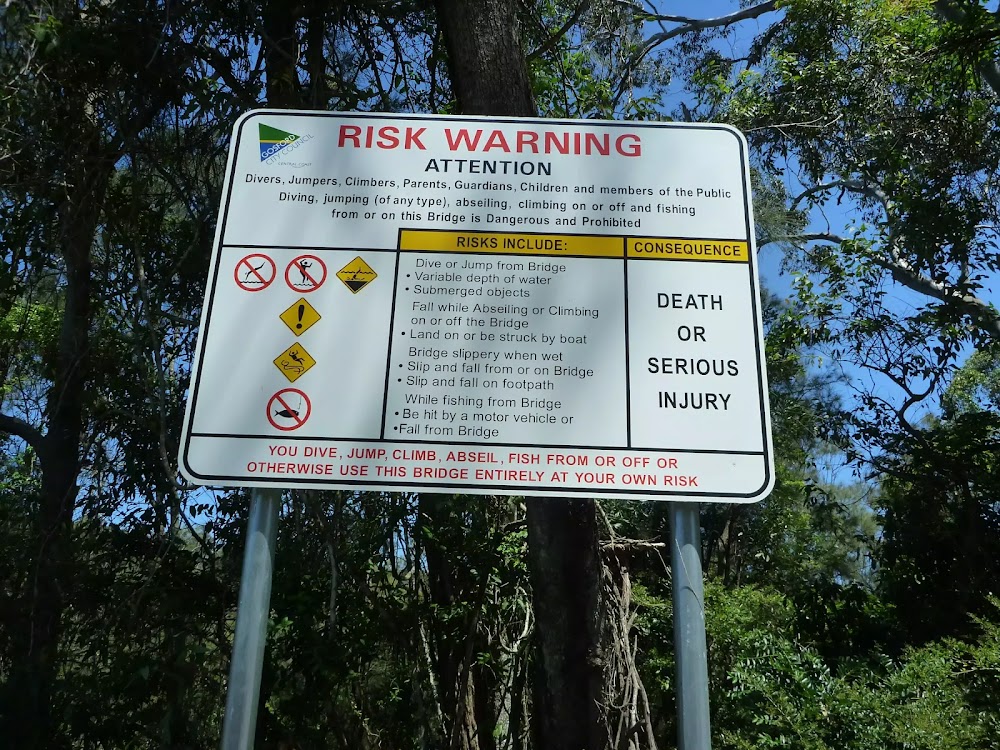 GOSFORD
CITY COUNCIL
RISK WARNING
ATTENTION
Divers, Jumpers, Climbers, Parents, Guardians, Children and members of the Public
Diving, jumping (of any type), abseiling, climbing on or off and fishing
from or on this Bridge is Dangerous and Prohibited
RISKS INCLUDE:
Dive or Jump from Bridge
• Variable depth of water
• Submerged objects
Fall while Abseiling or Climbing
on or off the Bridge
• Land on or be struck by boat
Bridge slippery when wet
• Slip and fall from or on Bridge
• Slip and fall on footpath
While fishing from Bridge
• Be hit by a motor vehicle or
•Fall from Bridge
CONSEQUENCE
DEATH
OR
SERIOUS
INJURY
YOU DIVE, JUMP, CLIMB, ABSEIL, FISH FROM OR OFF OR
OTHERWISE USE THIS BRIDGE ENTIRELY AT YOUR OWN RISK